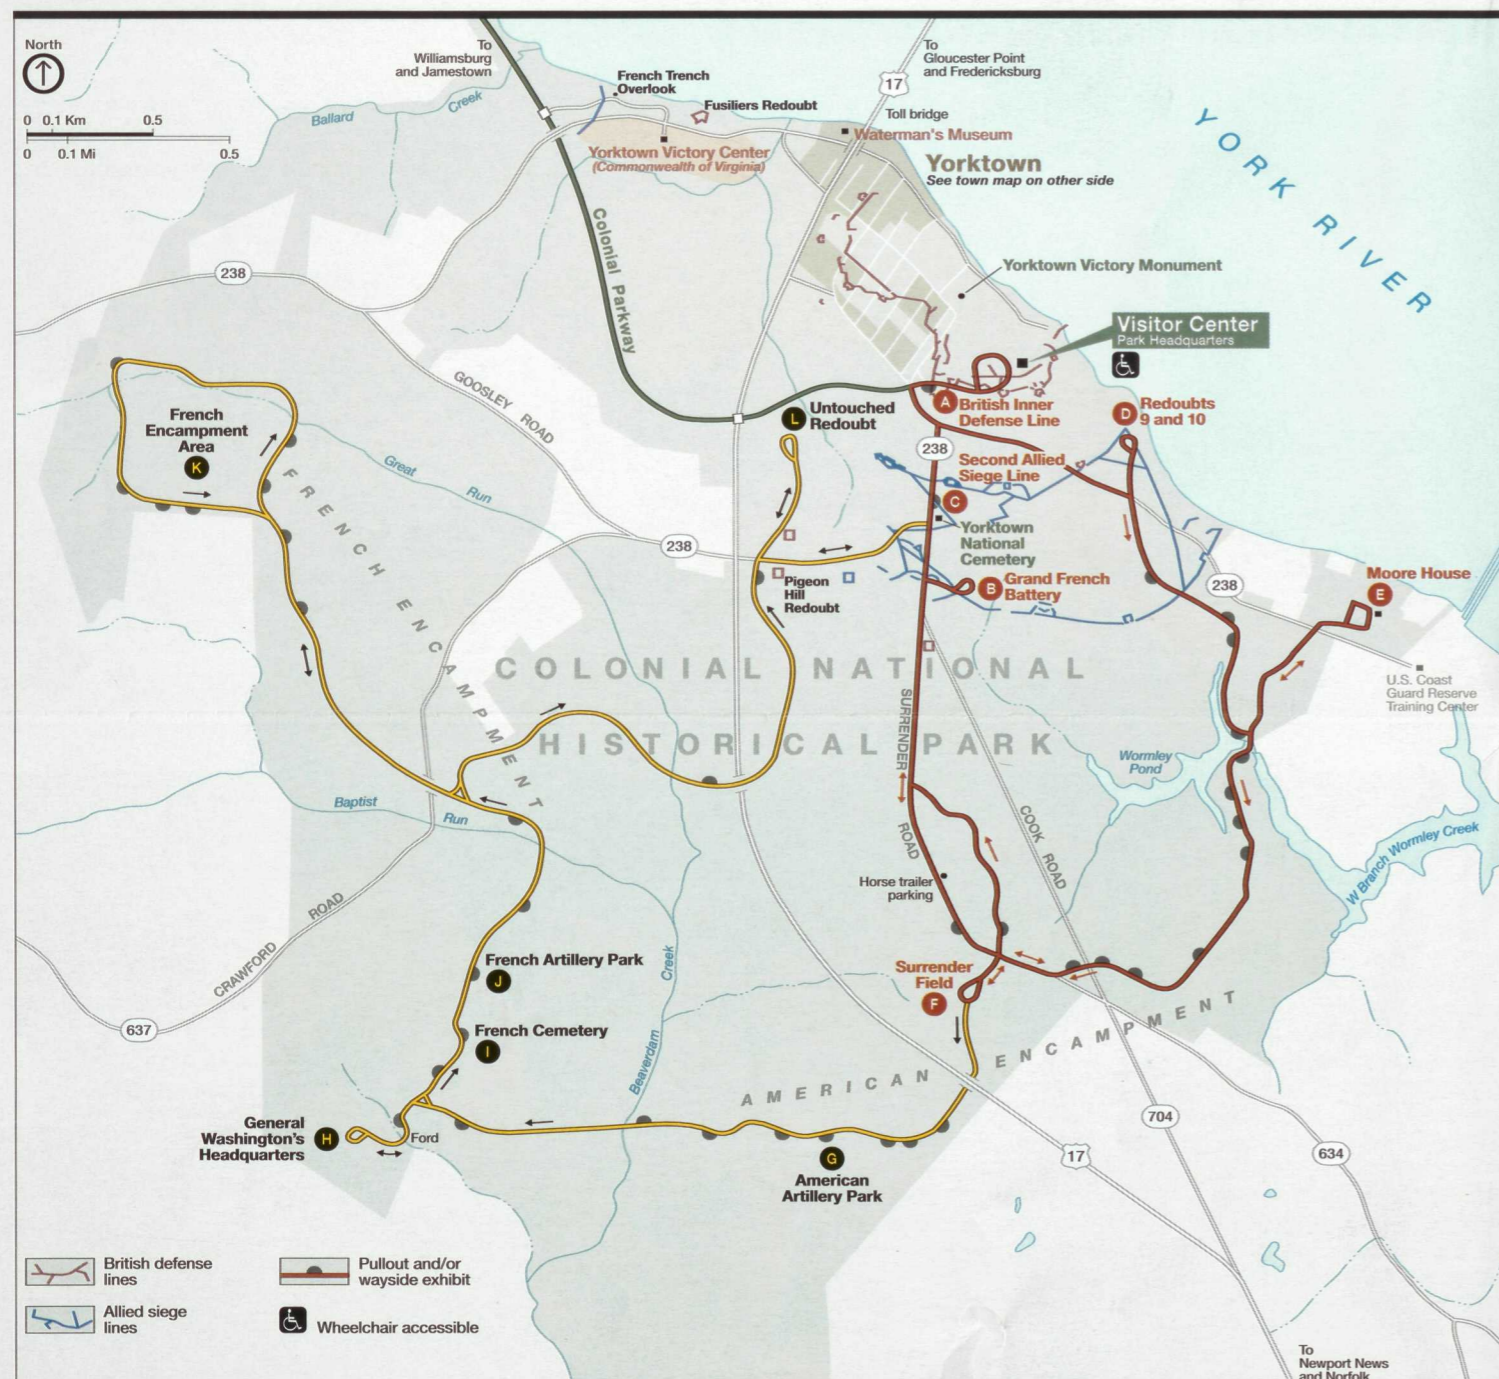 North
0 0.1 Km 0.5
0 0.1 Mi 0.5
To
Williamsburg
and Jamestown
Ballard
Creek
French Trench
Overlook
Fusiliers Redoubt
Yorktown Victory Center
(Commonwealth of Virginia)
To
Gloucester Point
and Fredericksburg
17
Toll bridge
Waterman's Museum
Yorktown
See town map on other side
YORK RIVER
Colonial Parkway
Yorktown Victory Monument
Visitor Center
Park Headquarters
238
GOOSLEY ROAD
French
Encampment
Area
K
FRENCH ENCAMPMENT
Great
Run
L
Untouched
Redoubt
A
British Inner
Defense Line
D
Redoubts
9 and 10
238
Second Allied
Siege Line
C
Yorktown
National
Cemetery
238
Pigeon
Hill
Redoubt
B
Grand French
Battery
238
Moore House
E
U.S. Coast
Guard Reserve
Training Center
COLONIAL NATIONAL
HISTORICAL PARK
SURRENDER
ROAD
COOK ROAD
Wormley
Pond
W Branch Wormley Creek
Baptist
Run
Horse trailer
parking
CRAWFORD
ROAD
637
French Artillery Park
J
French Cemetery
I
Beaverdam
Creek
Surrender
Field
F
AMERICAN ENCAMPMENT
General
Washington's
Headquarters
H
Ford
G
American
Artillery Park
704
17
634
British defense
lines
Allied siege
lines
Pullout and/or
wayside exhibit
Wheelchair accessible
To
Newport News
and Norfolk